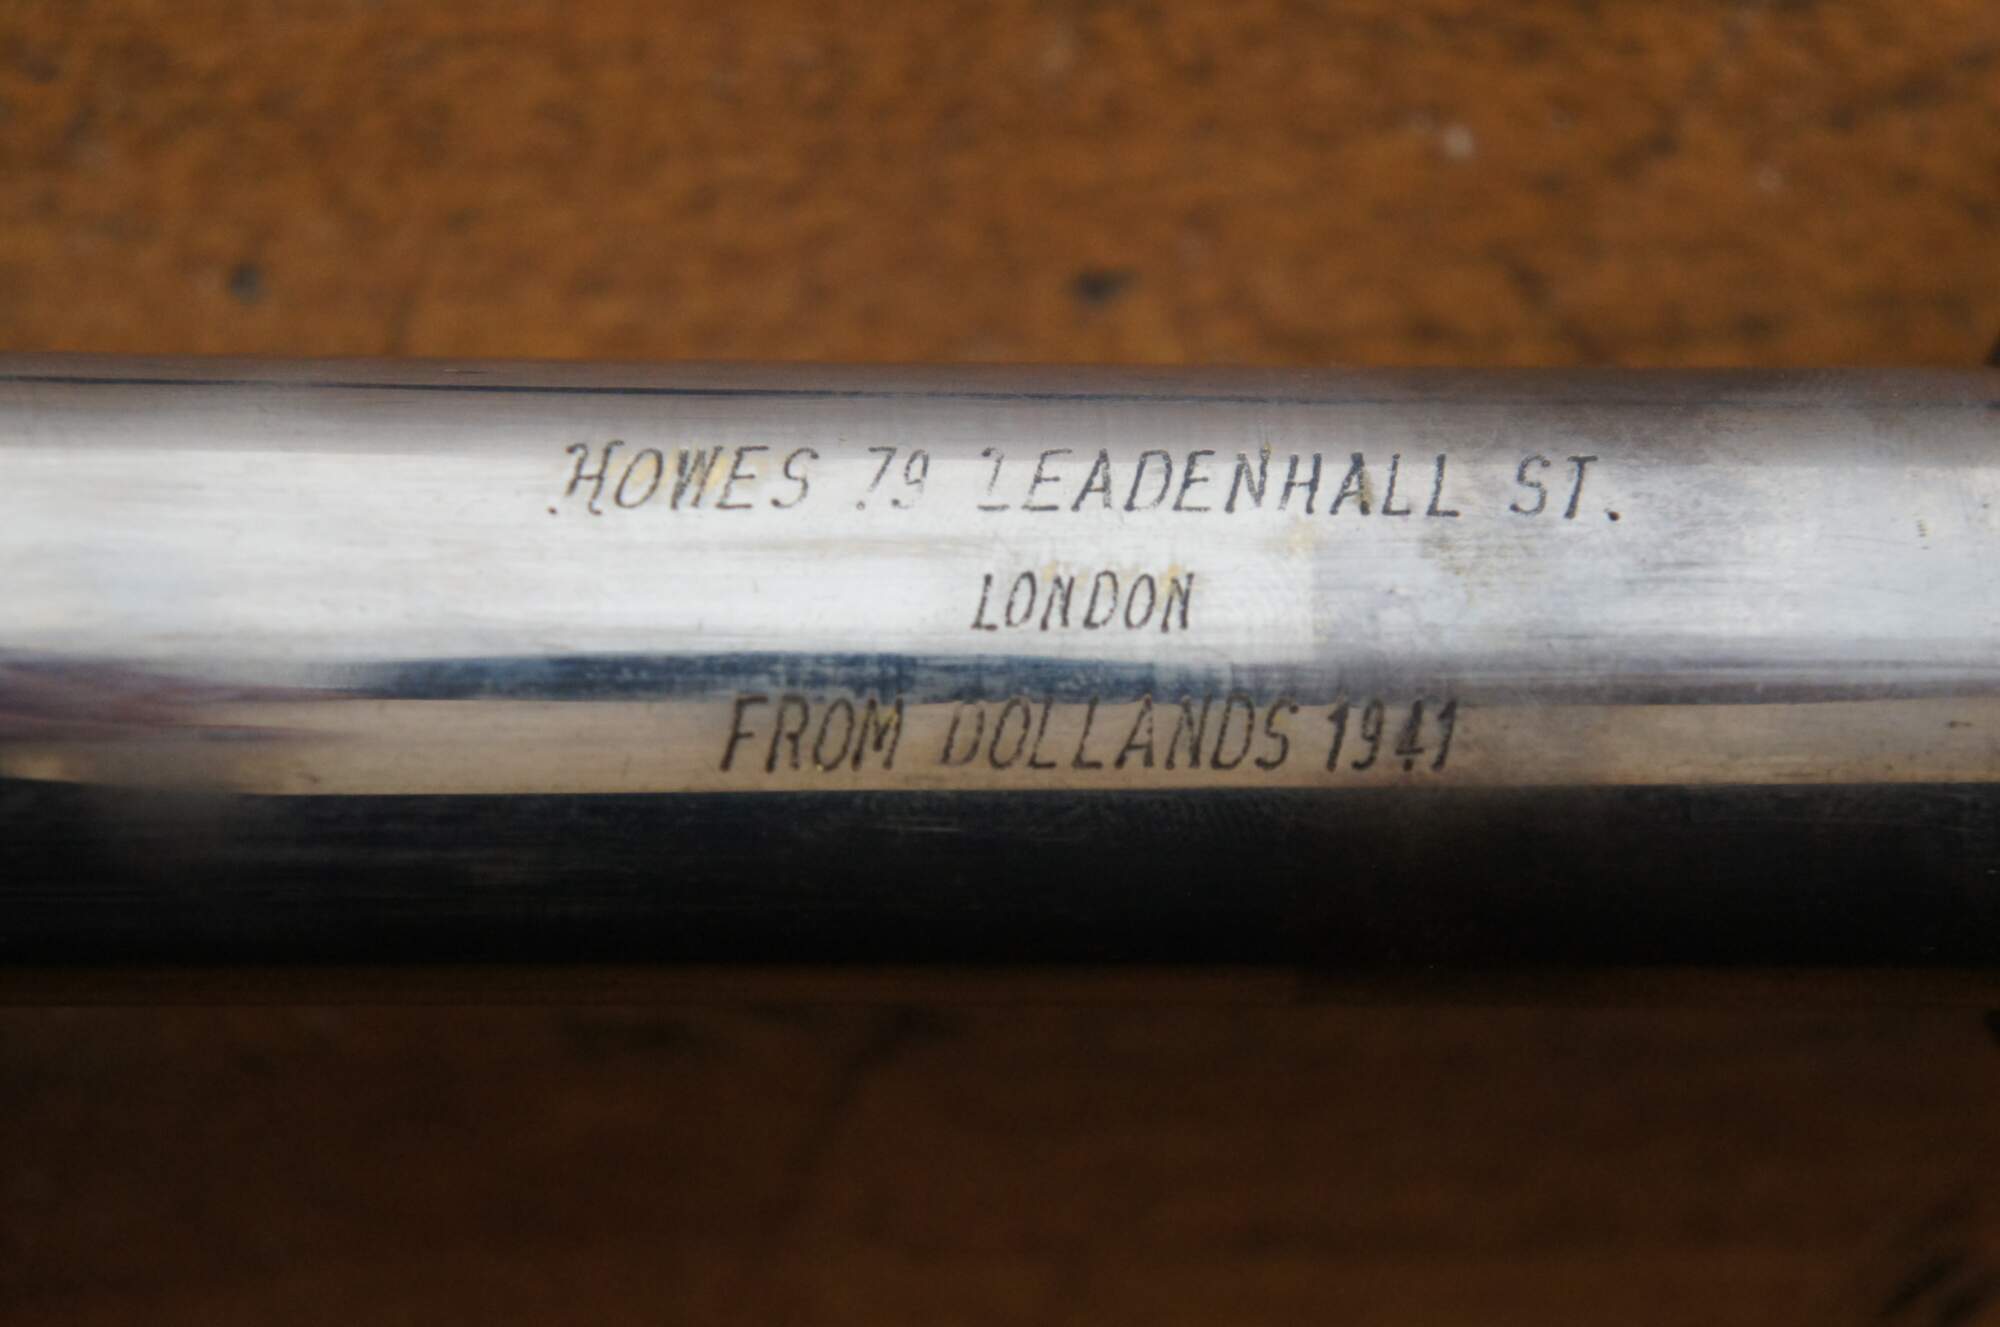 HOWES 79 LEADENHALL ST.
LONDON
FROM DOLLANDS 1941